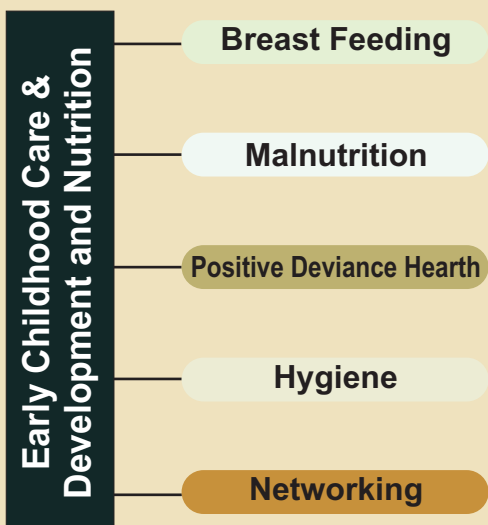 Early Childhood Care &
Development and Nutrition
Breast Feeding
Malnutrition
Positive Deviance Hearth
Hygiene
Networking